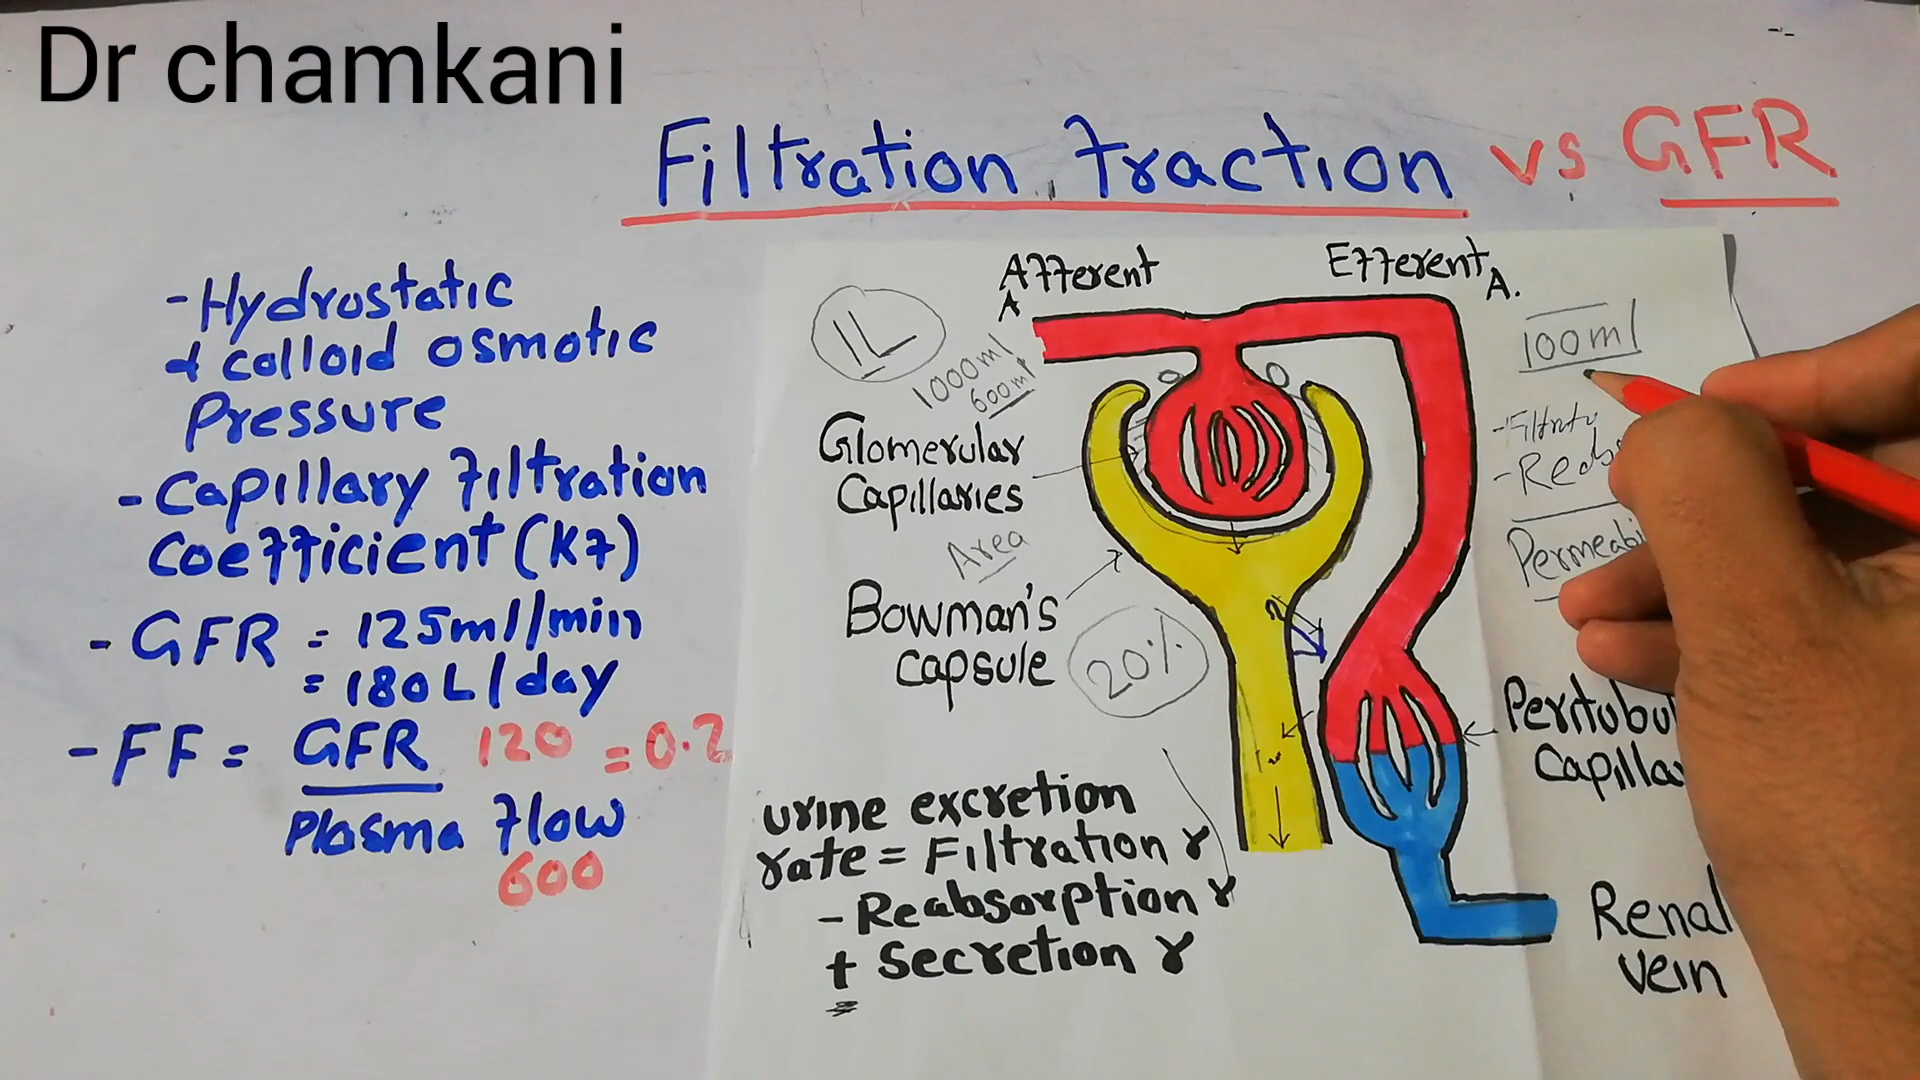 Dr chamkani
Filtration fraction vs GFR
- Hydrostatic
& colloid osmotic
Pressure
- Capillary filtration
coefficient (Kf)
- GFR = 125ml/min
= 180L/day
- FF = GFR 120 = 0.2
Plasma flow
600
Afferent
A
Efferent
A.
1L
1000ml
600ml
100ml
Glomerular
Capillaries
Area
Bowman's
capsule
20%
urine excretion
rate = Filtration r
- Reabsorption r
+ Secretion r
Renal
vein